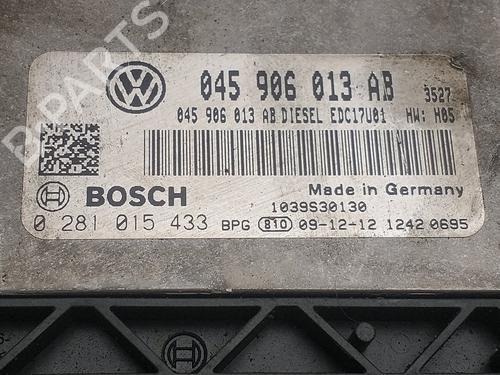 045 906 013 AB 3527
045 906 013 AB DIESEL EDC17U01 HW: H05
BOSCH
Made in Germany
1039S30130
0 281 015 433 BPG 810 09-12-12 1242 0695
B-PARTS